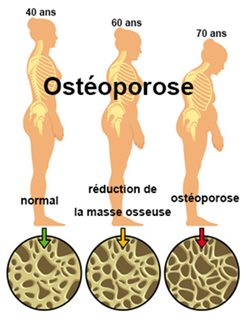 40 ans
60 ans
70 ans
Ostéoporose
normal
réduction de
la masse osseuse
ostéoporose